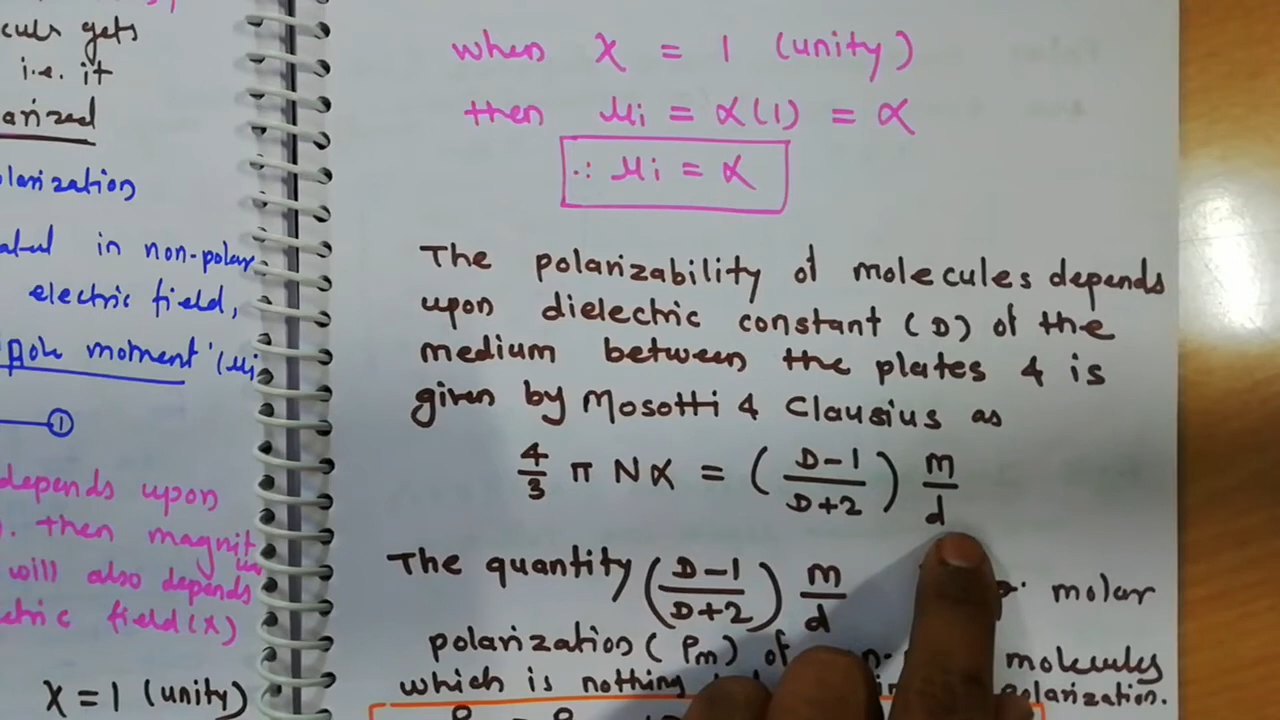 cule gets
i.e. it
arized
larization
in non-polar
electric field,
moment (μi
①
depends upon
. then magnit
will also depends
ctric field(X)
X = 1 (unity)
when X = 1 (unity)
then μi = α(1) = α
∴ μi = α
The polarizability of molecules depends
upon dielectric constant (D) of the
medium between the plates & is
given by Mosotti & Clausius as
4/3 π N α = (D-1/D+2) m/d
The quantity (D-1/D+2) m/d molar
polarization (Pm) of molecules
which is nothing polarization.